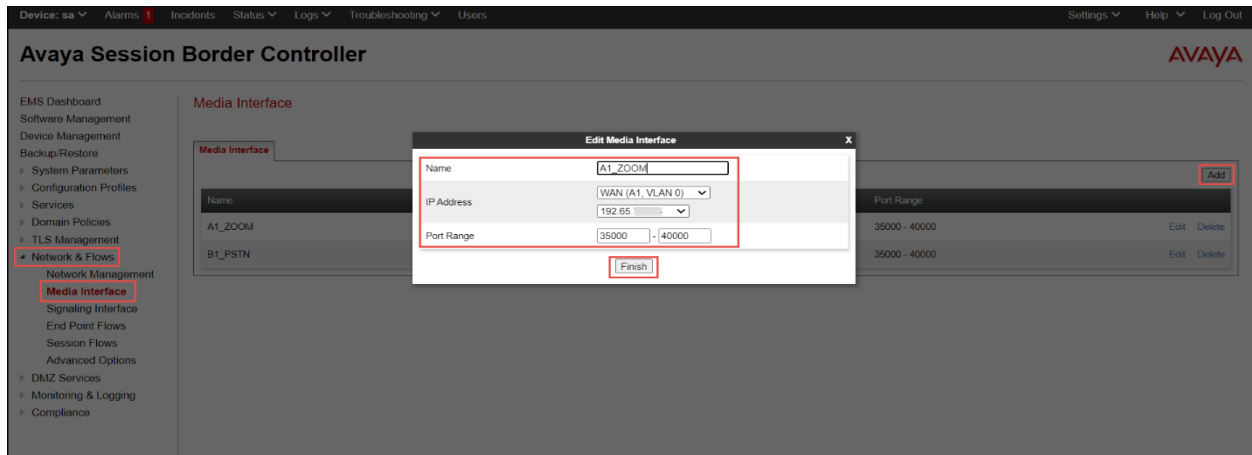 Device: sa Alarms 1 Incidents Status Logs Troubleshooting Users Settings Help Log Out
Avaya Session Border Controller
AVAYA
EMS Dashboard
Software Management
Device Management
Backup/Restore
System Parameters
Configuration Profiles
Services
Domain Policies
TLS Management
Network & Flows
Network Management
Media Interface
Signaling Interface
End Point Flows
Session Flows
Advanced Options
DMZ Services
Monitoring & Logging
Compliance
Media Interface
Media Interface
Add
Name Port Range
A1_ZOOM 35000 - 40000 Edit Delete
B1_PSTN 35000 - 40000 Edit Delete
Edit Media Interface X
Name A1_ZOOM
IP Address WAN (A1, VLAN 0)
192.65.
Port Range 35000 - 40000
Finish